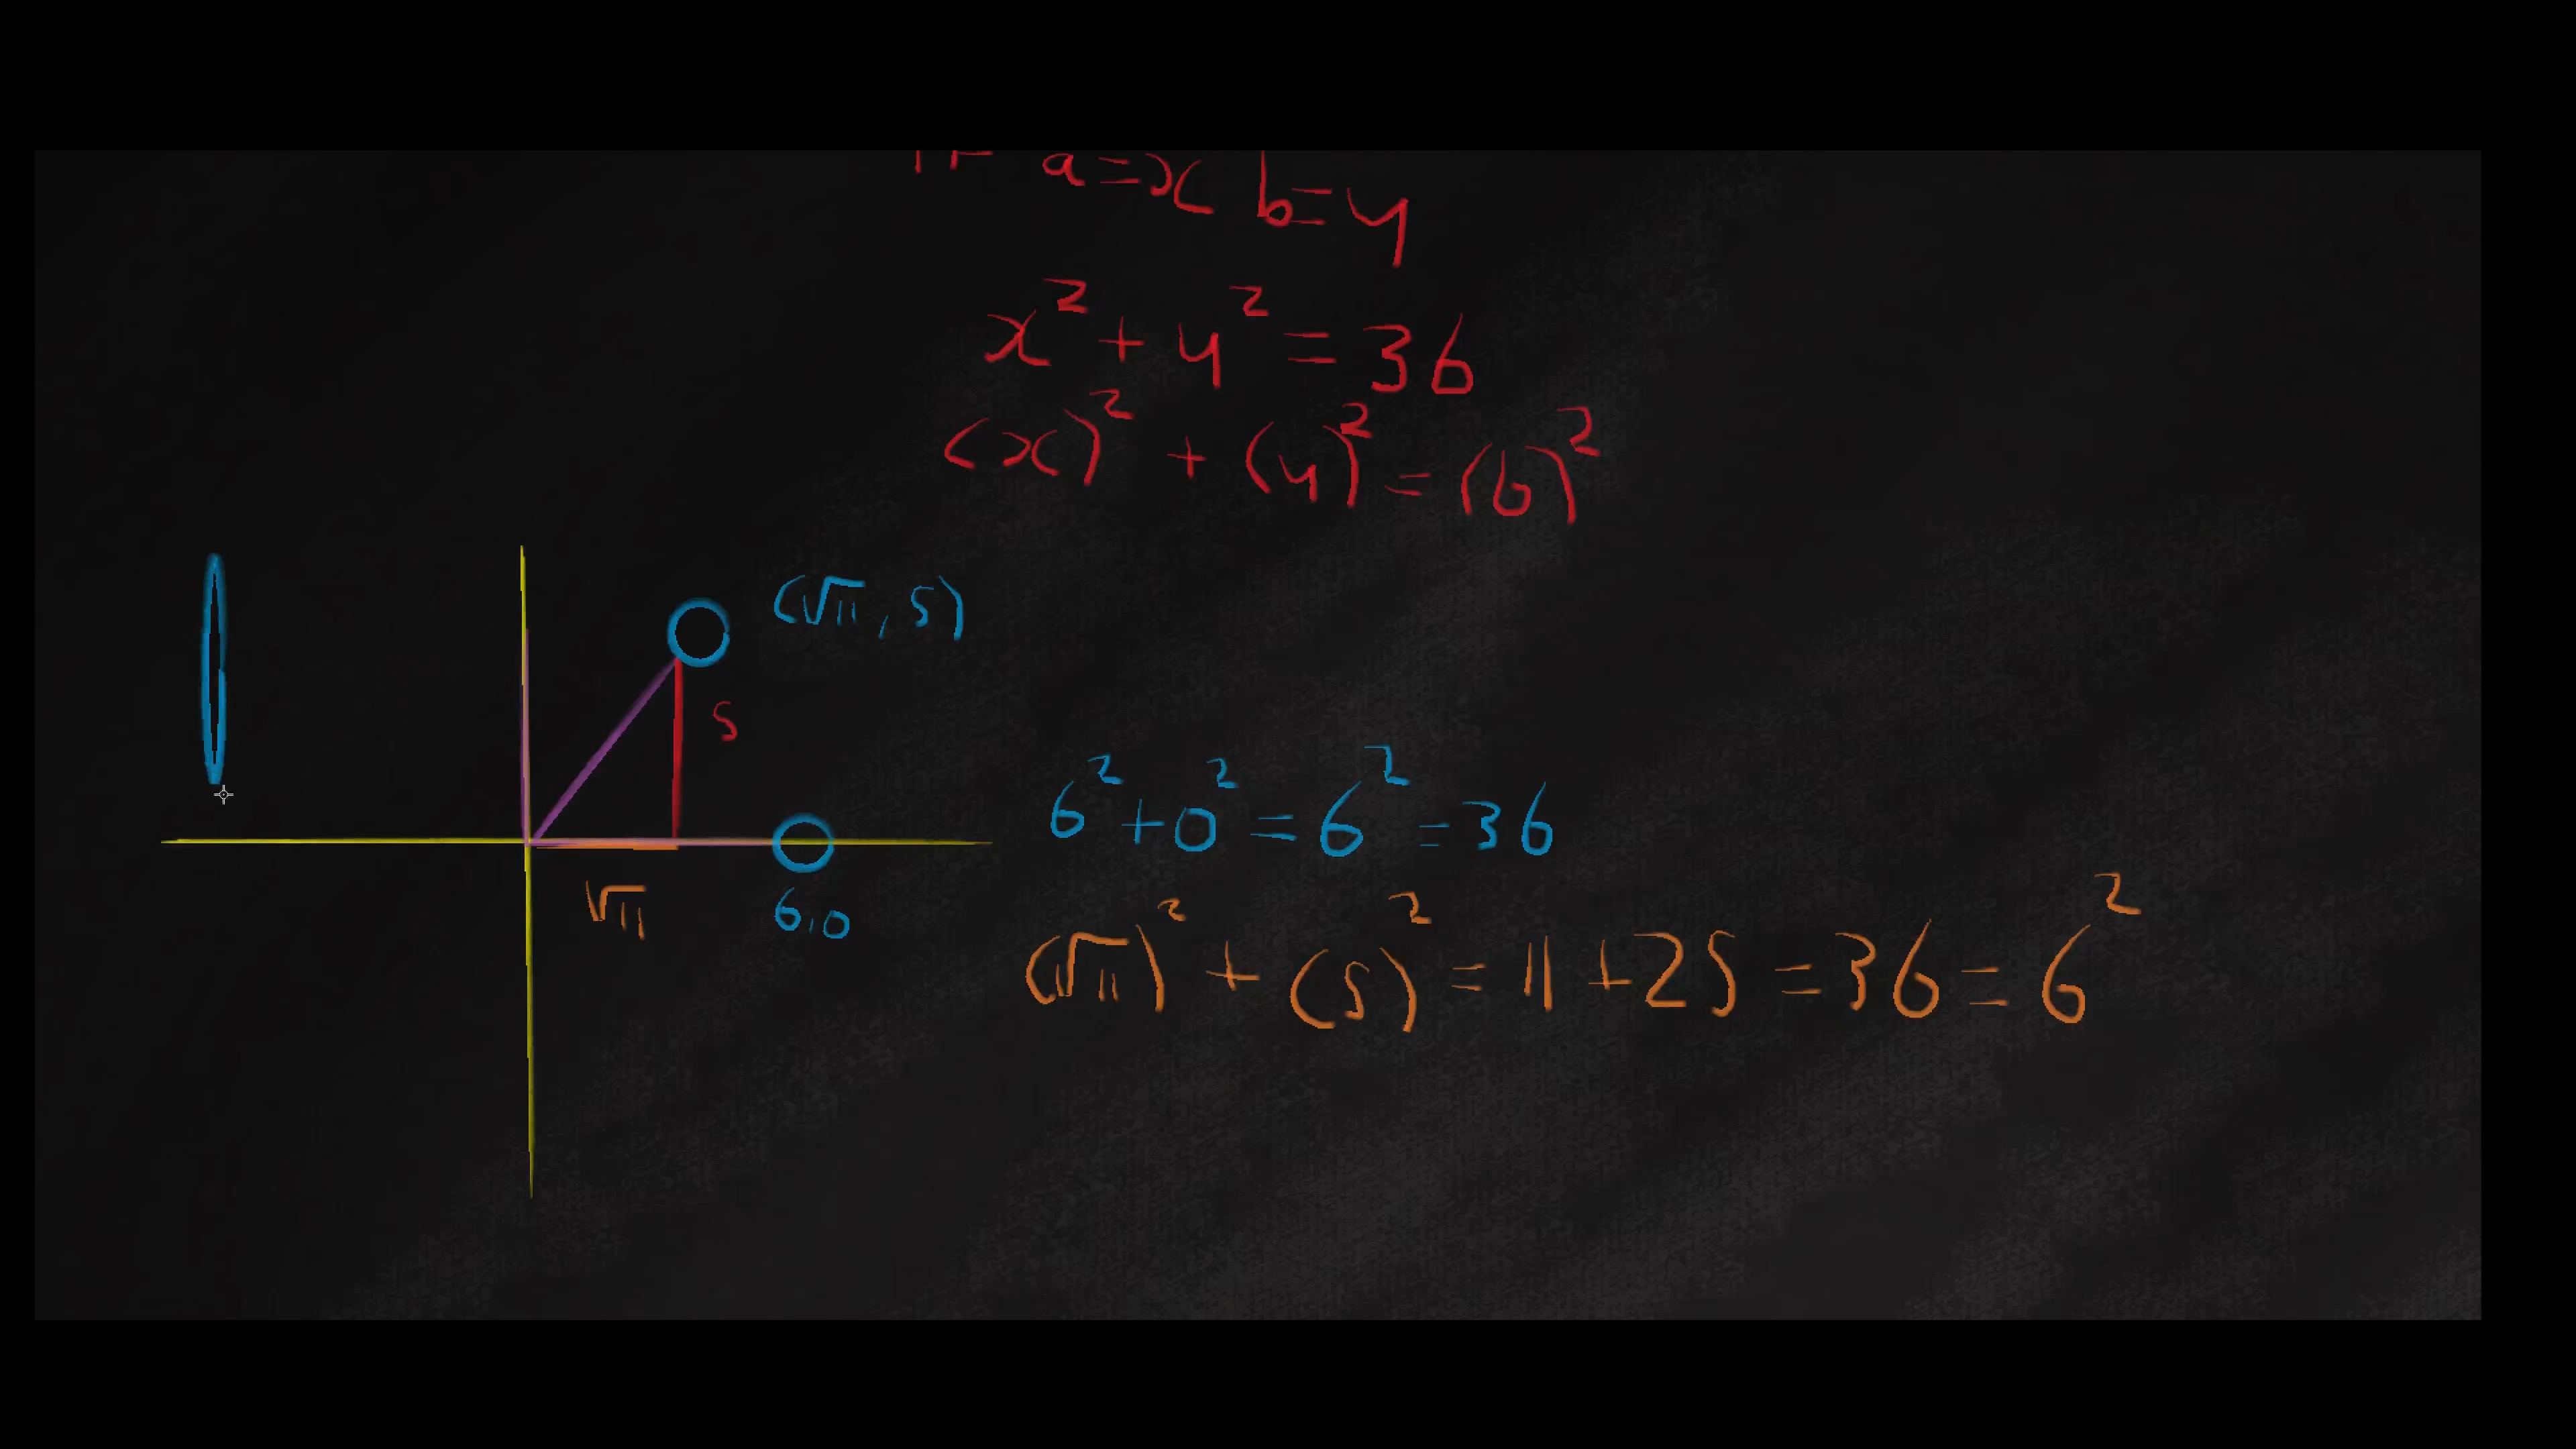 a=x b=y
x² + y² = 36
(x)² + (y)² = (6)²
(√11, 5)
5
6² + 0² = 6² = 36
√11
6,0
(√11)² + (5)² = 11 + 25 = 36 = 6²